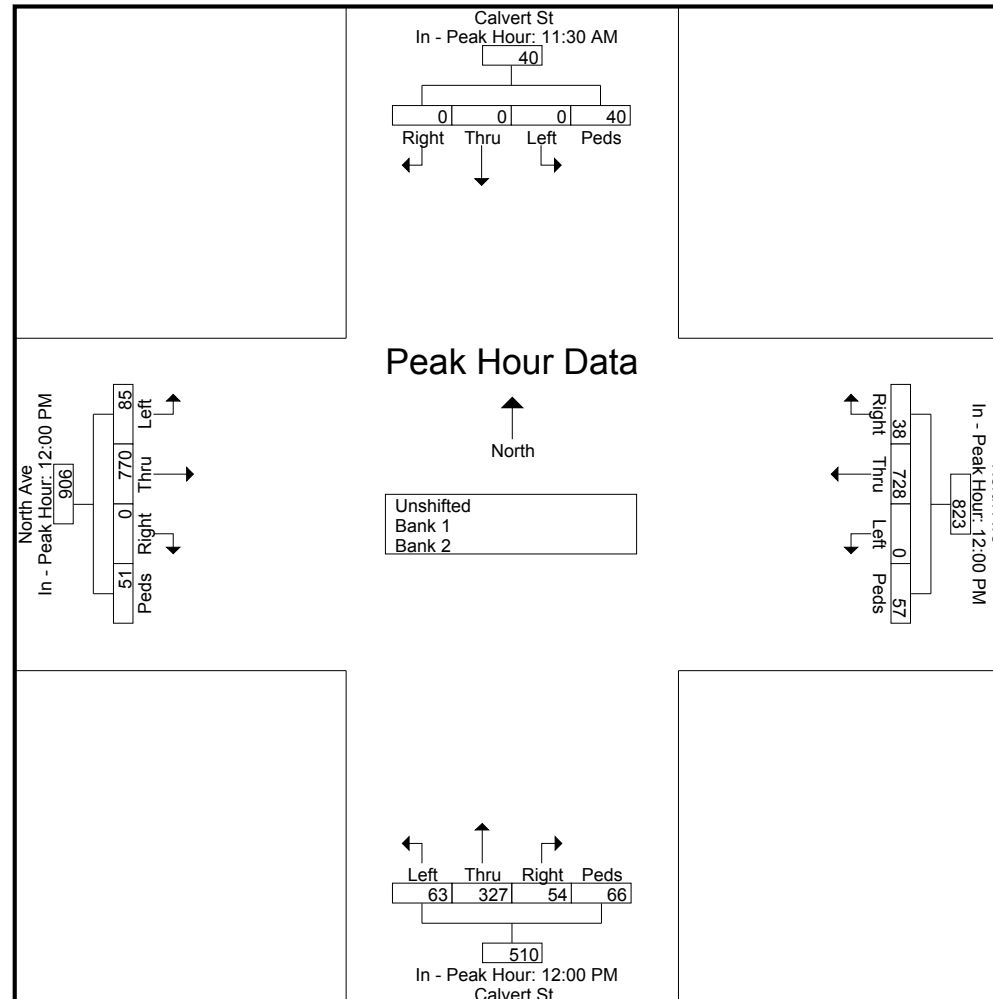 Calvert St
In - Peak Hour: 11:30 AM
40
0 0 0 40
Right Thru Left Peds
Peak Hour Data
North
Unshifted
Bank 1
Bank 2
North Ave
In - Peak Hour: 12:00 PM
906
85 770 0 51
Left Thru Right Peds
In - Peak Hour: 12:00 PM
823
38 728 0 57
Right Thru Left Peds
Left Thru Right Peds
63 327 54 66
510
In - Peak Hour: 12:00 PM
Calvert St